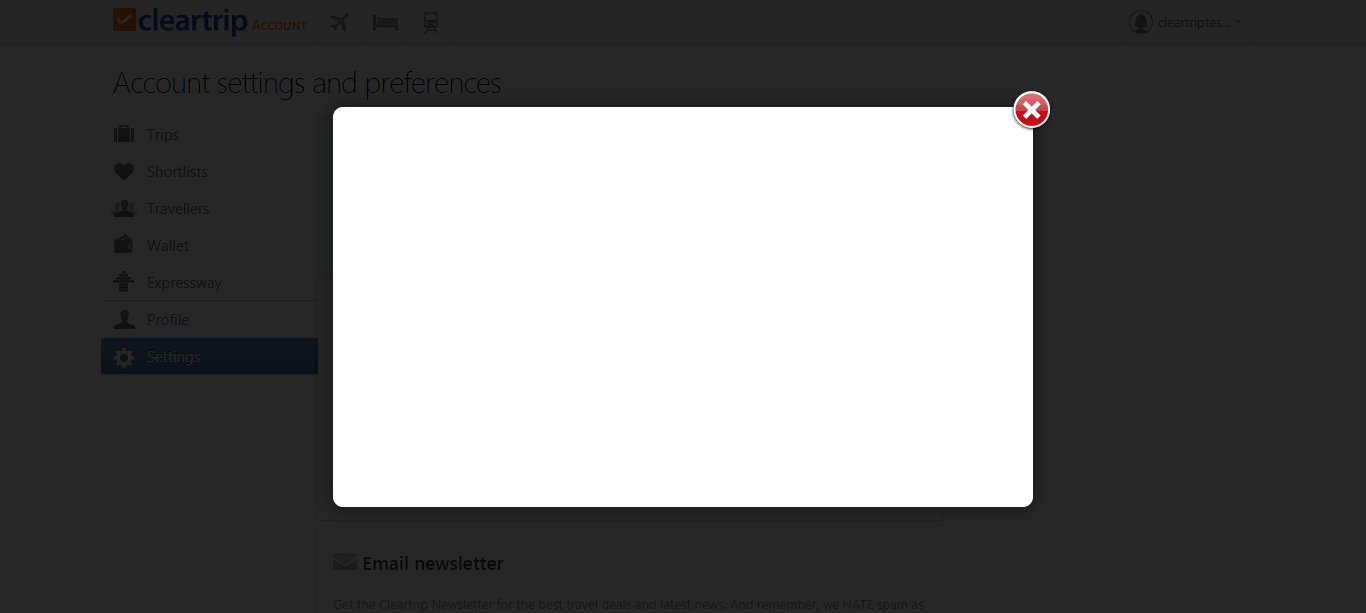 cleartrip ACCOUNT
cleartriptes...
Account settings and preferences
Trips
Shortlists
Travellers
Wallet
Expressway
Profile
Settings
Email newsletter
Get the Cleartrip Newsletter for the best travel deals and latest news. And remember, we HATE spam as